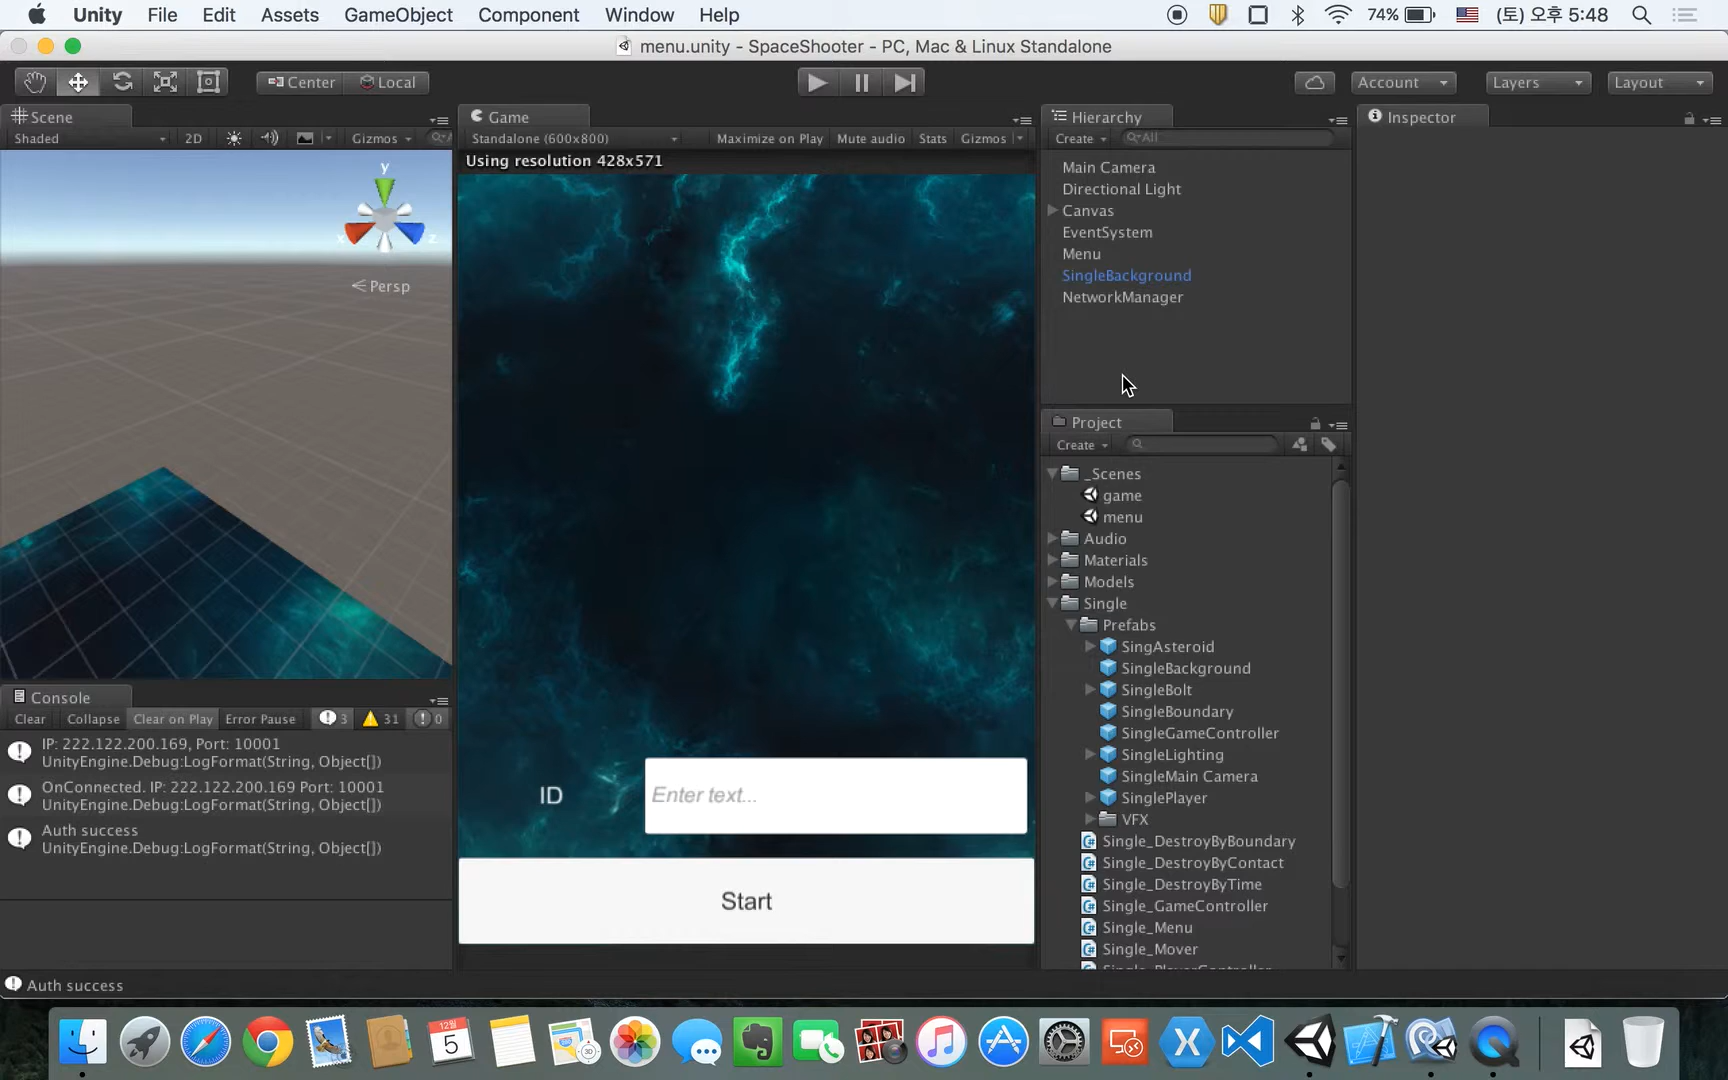 Unity File Edit Assets GameObject Component Window Help 74% (토) 오후 5:48
menu.unity - SpaceShooter - PC, Mac & Linux Standalone
Center Local Account Layers Layout
Scene
Shaded 2D Gizmos
y
x z
Persp
Game
Standalone (600x800) Maximize on Play Mute audio Stats Gizmos
Using resolution 428x571
ID Enter text...
Start
Hierarchy
Create All
Main Camera
Directional Light
Canvas
EventSystem
Menu
SingleBackground
NetworkManager
Project
Create
_Scenes
game
menu
Audio
Materials
Models
Single
Prefabs
SingAsteroid
SingleBackground
SingleBolt
SingleBoundary
SingleGameController
SingleLighting
SingleMain Camera
SinglePlayer
VFX
Single_DestroyByBoundary
Single_DestroyByContact
Single_DestroyByTime
Single_GameController
Single_Menu
Single_Mover
Inspector
Console
Clear Collapse Clear on Play Error Pause 3 31 0
IP: 222.122.200.169, Port: 10001
UnityEngine.Debug:LogFormat(String, Object[])
OnConnected. IP: 222.122.200.169 Port: 10001
UnityEngine.Debug:LogFormat(String, Object[])
Auth success
UnityEngine.Debug:LogFormat(String, Object[])
Auth success
12월
5